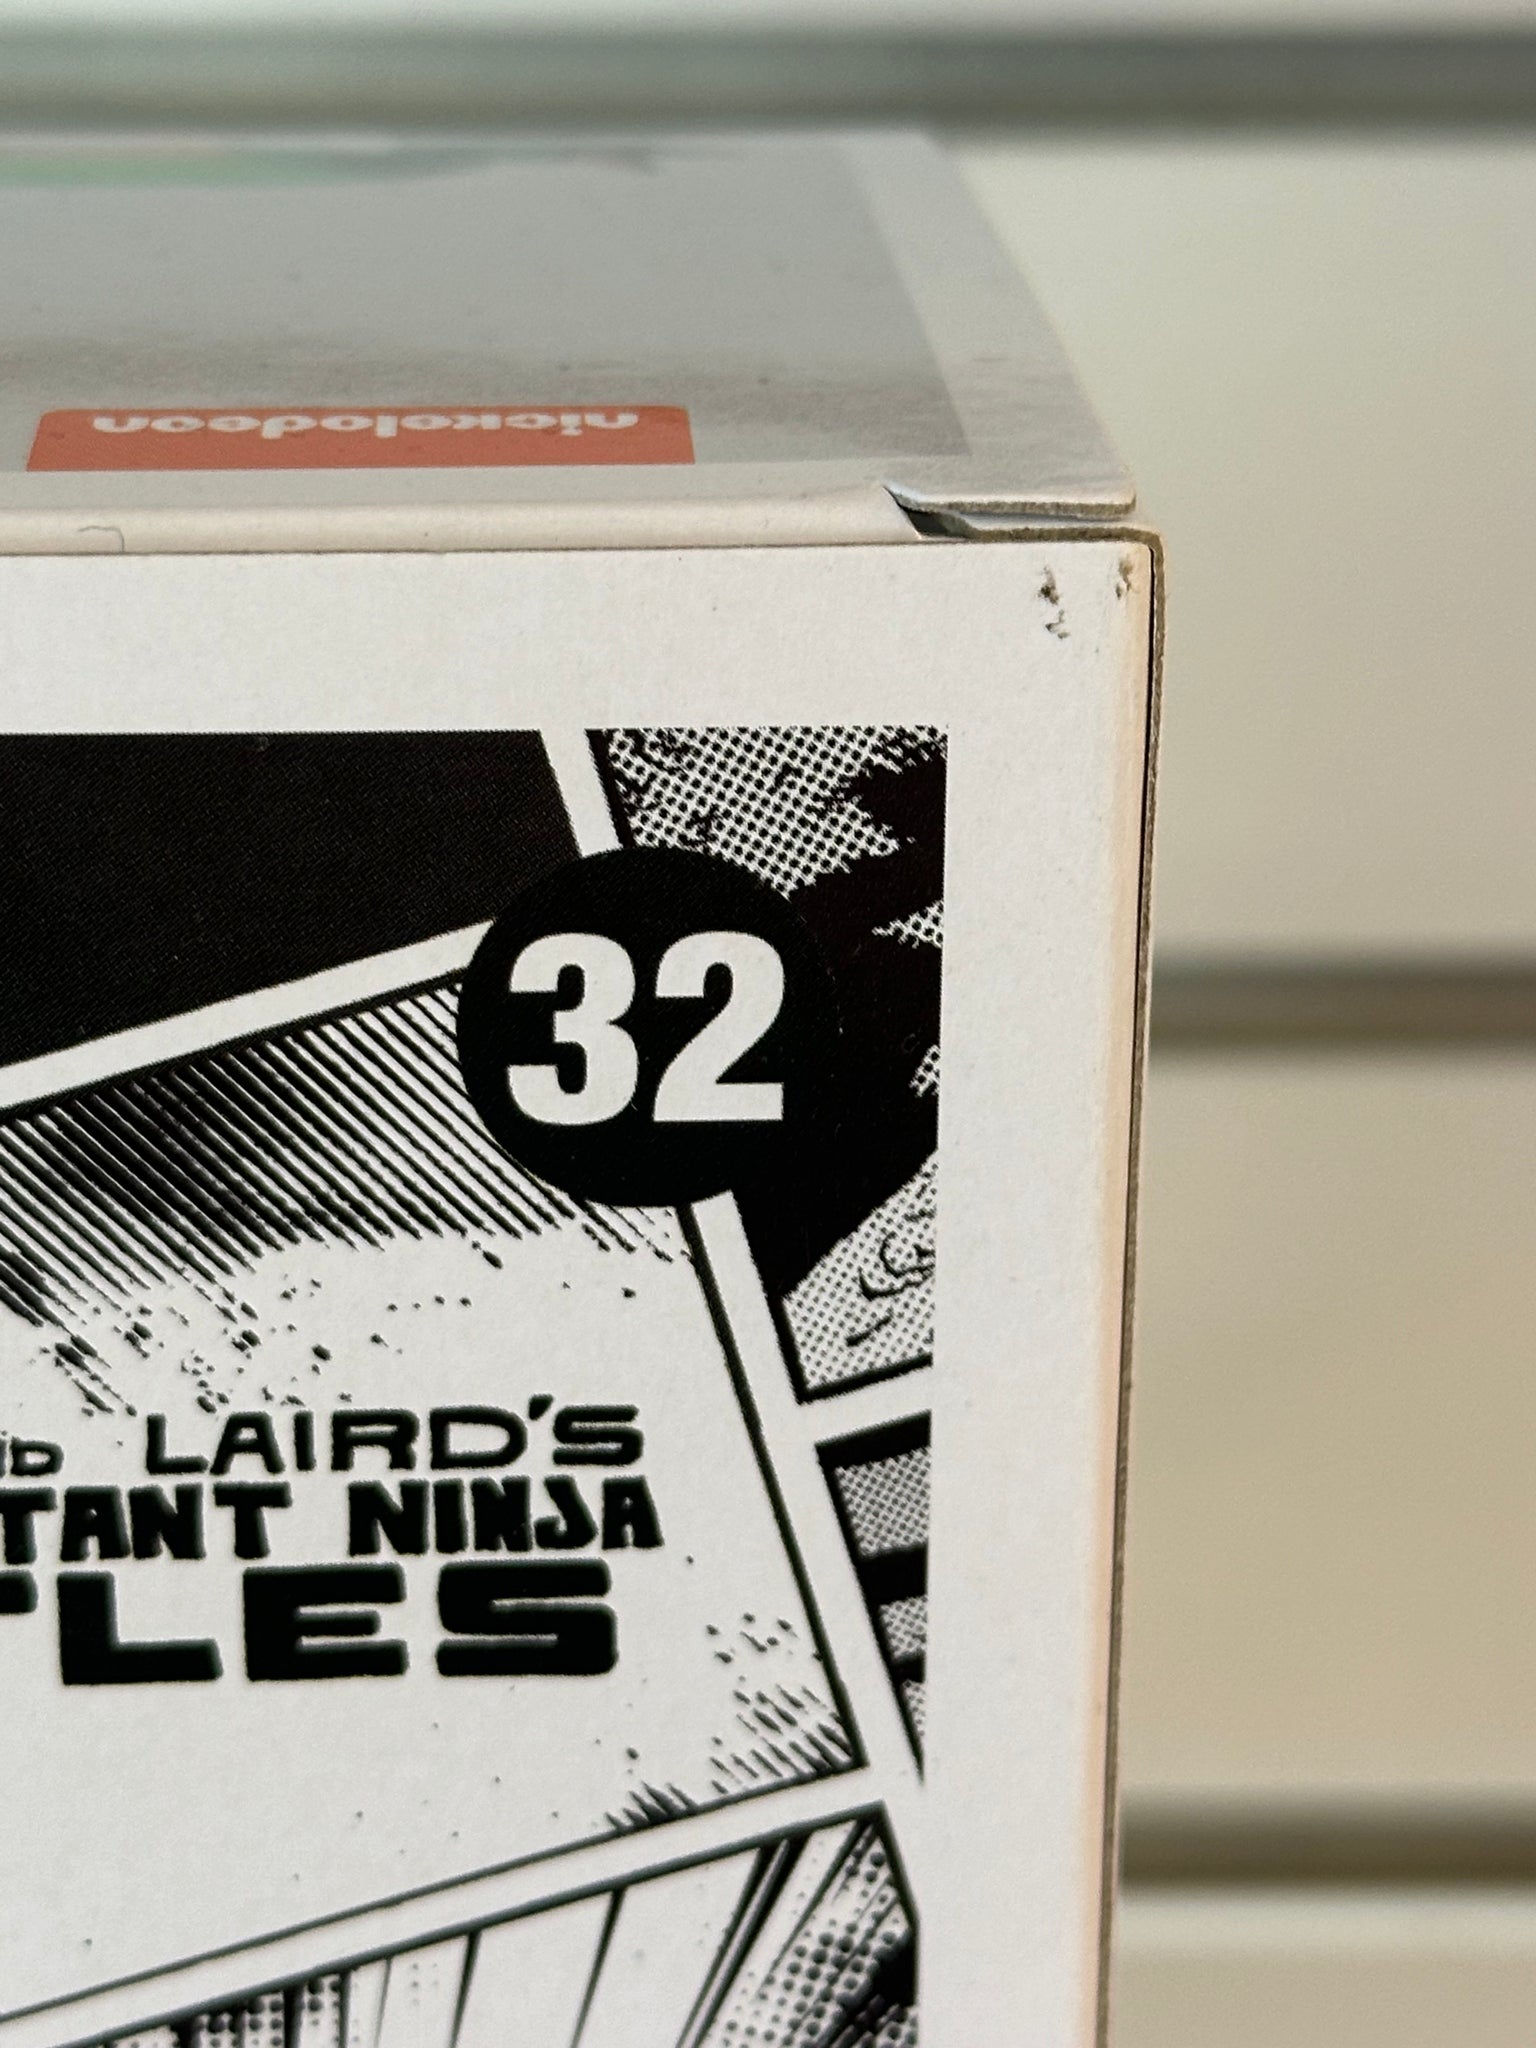 nickelodeon
32
LAIRD'S
TANT NINJA
TLES